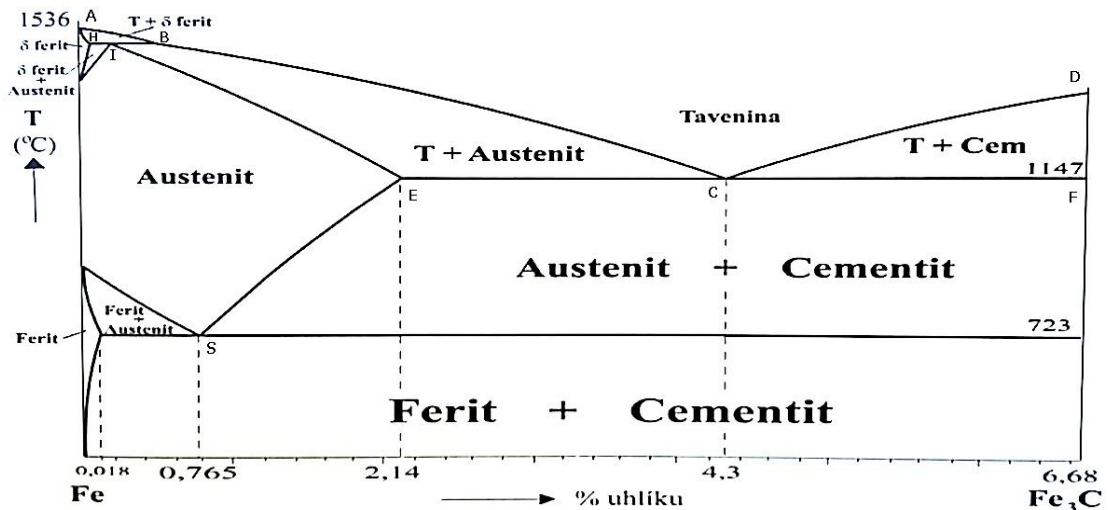 1536
A
T + δ ferit
δ ferit
H
B
I
δ ferit
+
Austenit
T
(°C)
D
Tavenina
T + Austenit
T + Cem
1147
Austenit
E
C
F
Austenit + Cementit
Ferit
+
Austenit
Ferit
S
723
Ferit + Cementit
0,018
0,765
2,14
4,3
6,68
Fe
% uhlíku
Fe₃C